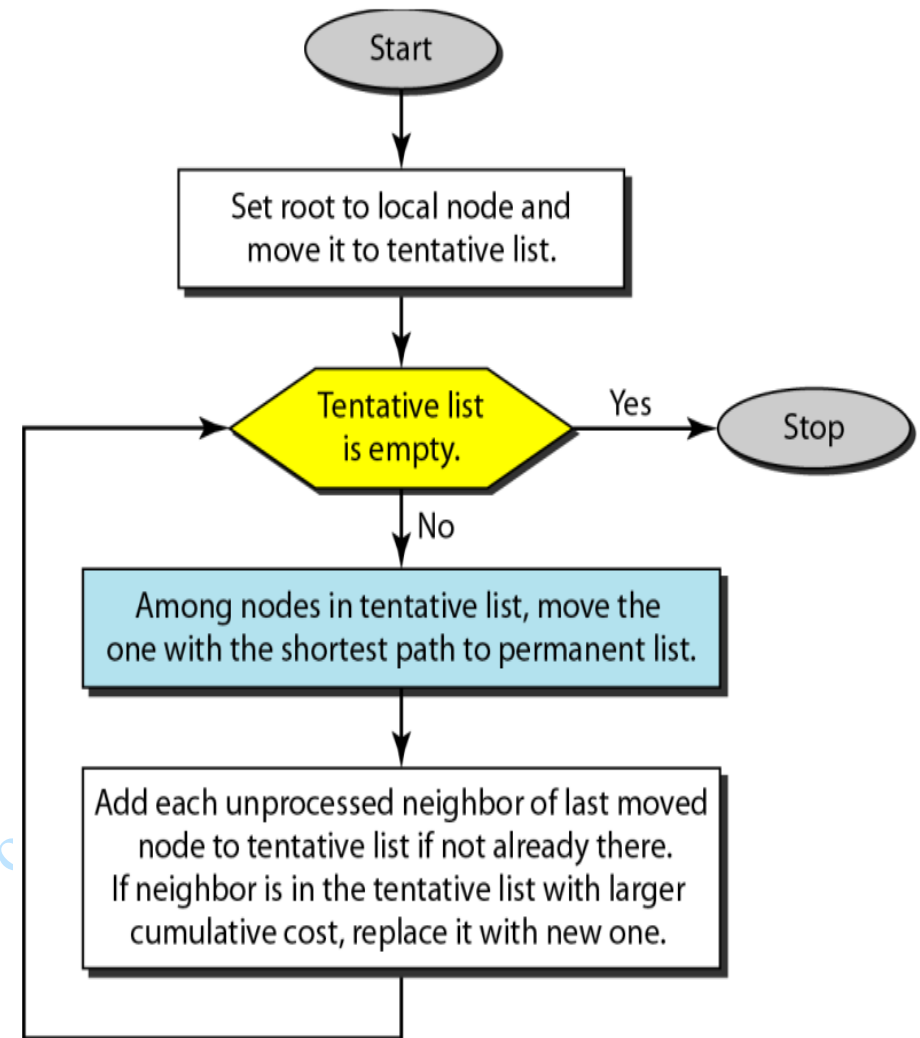 Start
Set root to local node and
move it to tentative list.
Tentative list
is empty.
Yes
Stop
No
Among nodes in tentative list, move the
one with the shortest path to permanent list.
Add each unprocessed neighbor of last moved
node to tentative list if not already there.
If neighbor is in the tentative list with larger
cumulative cost, replace it with new one.